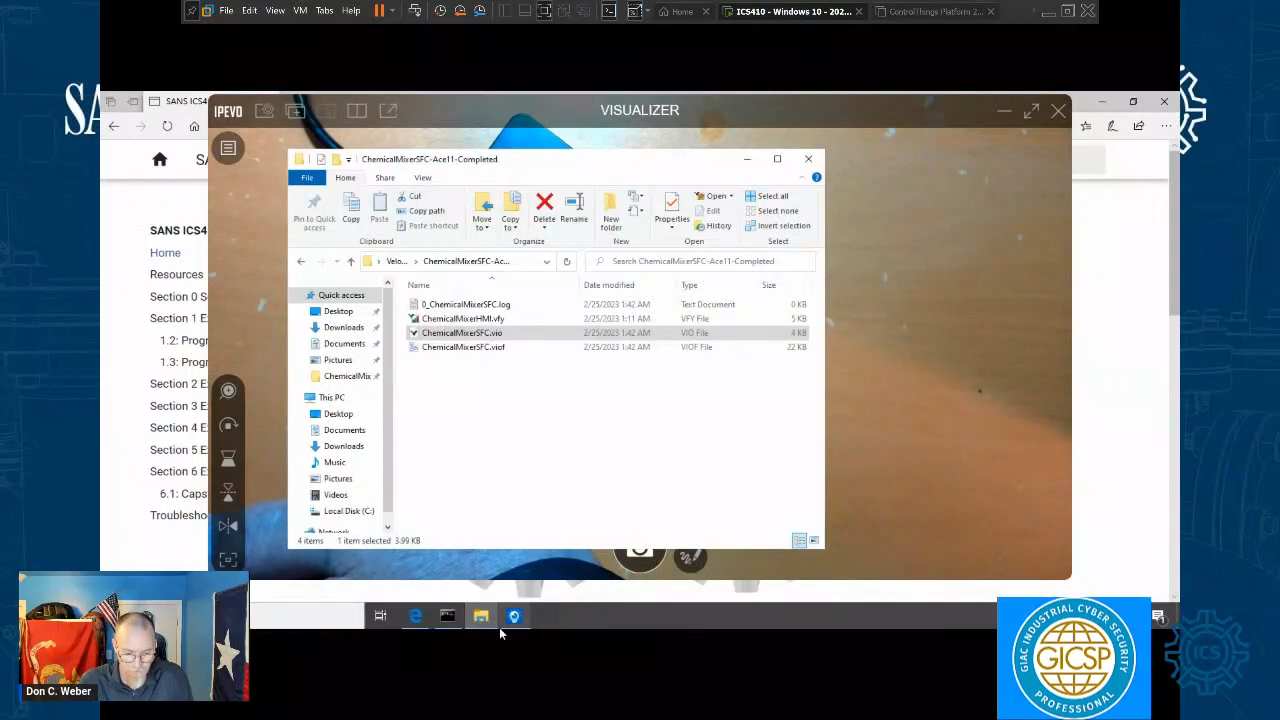 File Edit View VM Tabs Help
Home
ICS410 - Windows 10 - 202...
ControlThings Platform 2...
SANS ICS4
IPEVO
VISUALIZER
SA
ChemicalMixerSFC-Ace11-Completed
File Home Share View
Pin to Quick access
Copy
Paste
Cut
Copy path
Paste shortcut
Move to
Copy to
Delete
Rename
New folder
Properties
Open
Edit
History
Select all
Select none
Invert selection
Clipboard Organize New Open Select
Velo... ChemicalMixerSFC-Ac...
Search ChemicalMixerSFC-Ace11-Completed
Name Date modified Type Size
0_ChemicalMixerSFC.log 2/25/2023 1:42 AM Text Document 0 KB
ChemicalMixerHMI.vfy 2/25/2023 1:11 AM VFY File 5 KB
ChemicalMixerSFC.vio 2/25/2023 1:42 AM VIO File 4 KB
ChemicalMixerSFC.viof 2/25/2023 1:42 AM VIOF File 22 KB
Quick access
Desktop
Downloads
Documents
Pictures
ChemicalMix
This PC
Desktop
Documents
Downloads
Music
Pictures
Videos
Local Disk (C:)
Network
4 items 1 item selected 3.99 KB
SANS ICS4
Home
Resources
Section 0 S
Section 1 E
1.2: Progr
1.3: Progr
Section 2 E
Section 3 E
Section 4 E
Section 5 E
Section 6 E
6.1: Caps
Troublesho
Don C. Weber
GIAC INDUSTRIAL CYBER SECURITY
GICSP
PROFESSIONAL
ICS